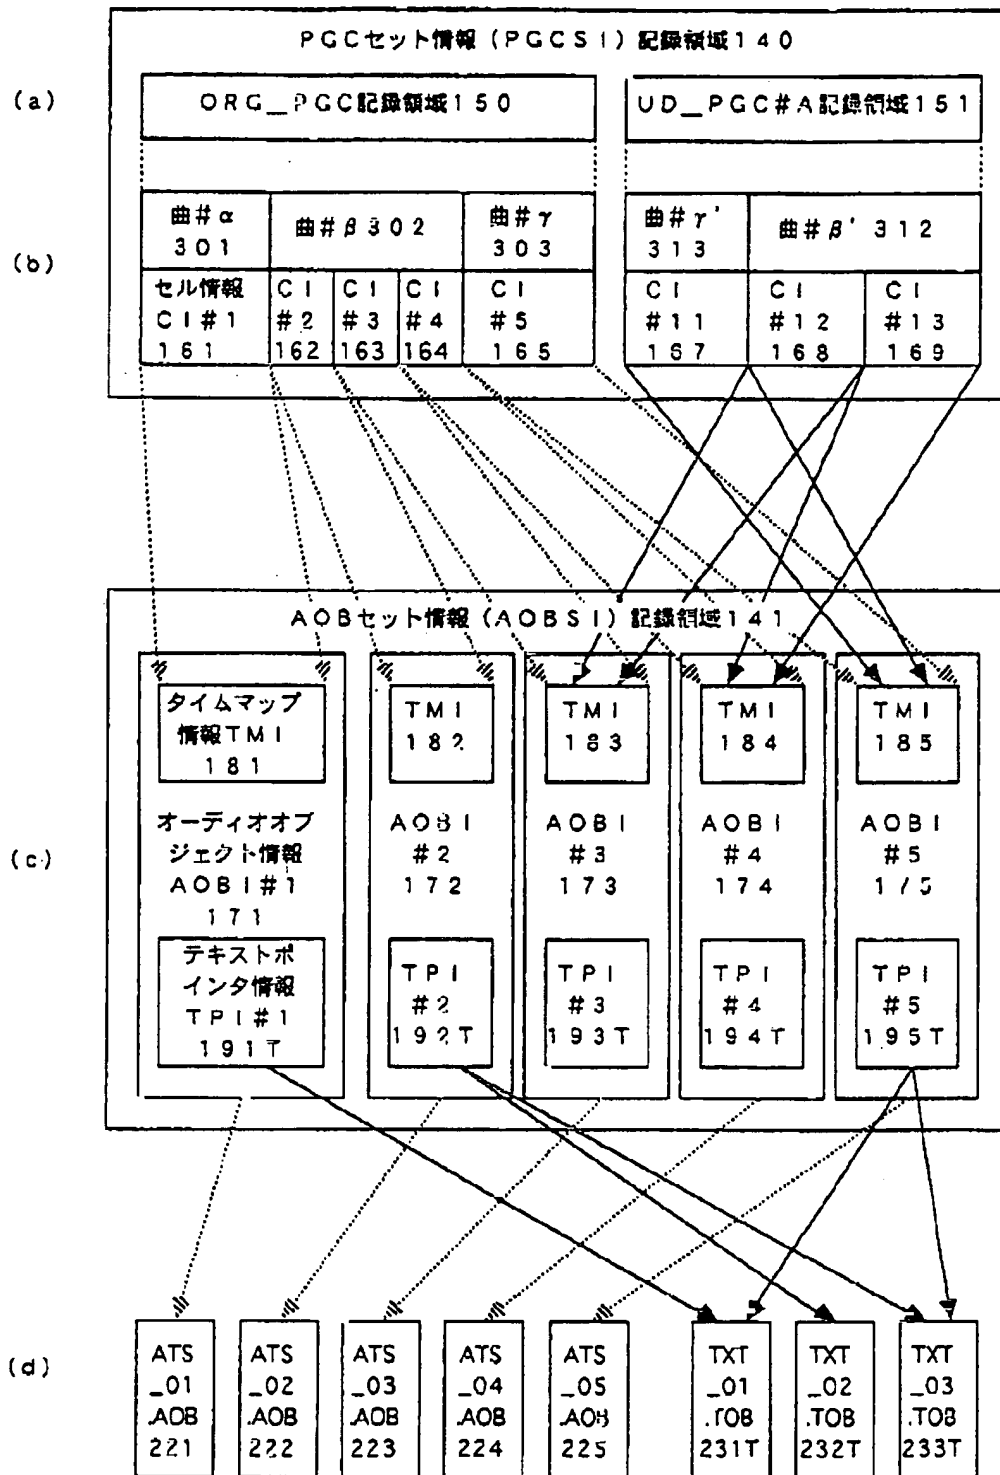 PGCセット情報(PGCSI)記録領域140
(a)
ORG_PGC記録領域150
UD_PGC#A記録領域151
(b)
曲#α
301
曲#β302
曲#γ
303
曲#γ'
313
曲#β'312
セル情報
CI#1
161
CI
#2
162
CI
#3
163
CI
#4
164
CI
#5
165
CI
#11
167
CI
#12
168
CI
#13
169
AOBセット情報(AOBSI)記録領域141
(c)
タイムマップ
情報TMI
181
TMI
182
TMI
183
TMI
184
TMI
185
オーディオオブ
ジェクト情報
AOBI#1
171
AOBI
#2
172
AOBI
#3
173
AOBI
#4
174
AOBI
#5
175
テキストポ
インタ情報
TPI#1
191T
TPI
#2
192T
TPI
#3
193T
TPI
#4
194T
TPI
#5
195T
(d)
ATS
_01
.AOB
221
ATS
_02
.AOB
222
ATS
_03
.AOB
223
ATS
_04
.AOB
224
ATS
_05
.AOB
225
TXT
_01
.TOB
231T
TXT
_02
.TOB
232T
TXT
_03
.TOB
233T